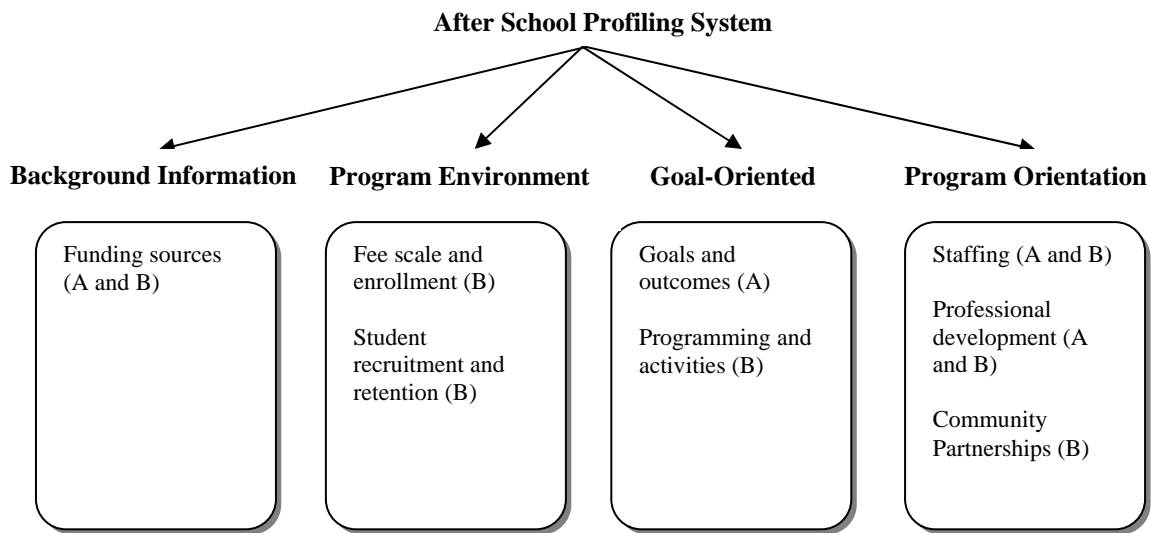 After School Profiling System
Background Information
Program Environment
Goal-Oriented
Program Orientation
Funding sources
(A and B)
Fee scale and
enrollment (B)
Student
recruitment and
retention (B)
Goals and
outcomes (A)
Programming and
activities (B)
Staffing (A and B)
Professional
development (A
and B)
Community
Partnerships (B)